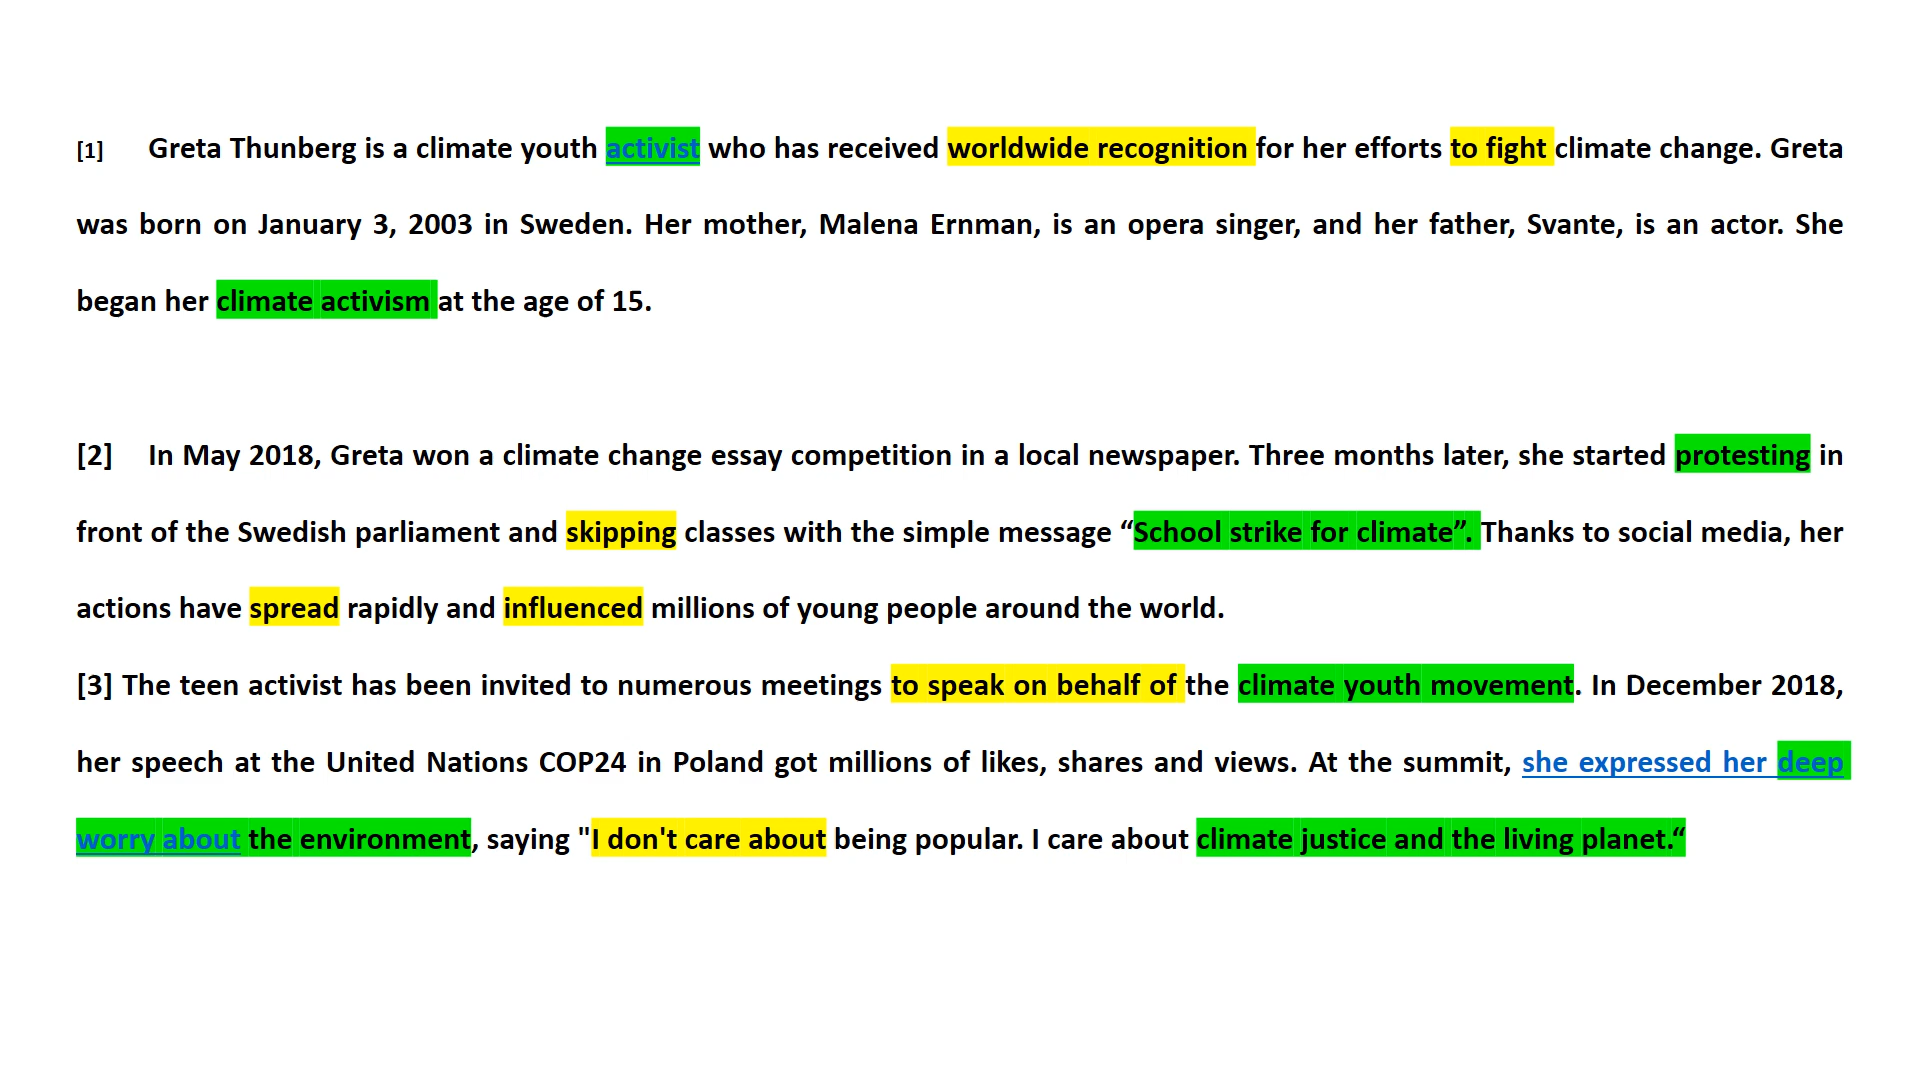 [1] Greta Thunberg is a climate youth activist who has received worldwide recognition for her efforts to fight climate change. Greta
was born on January 3, 2003 in Sweden. Her mother, Malena Ernman, is an opera singer, and her father, Svante, is an actor. She
began her climate activism at the age of 15.
[2] In May 2018, Greta won a climate change essay competition in a local newspaper. Three months later, she started protesting in
front of the Swedish parliament and skipping classes with the simple message “School strike for climate”. Thanks to social media, her
actions have spread rapidly and influenced millions of young people around the world.
[3] The teen activist has been invited to numerous meetings to speak on behalf of the climate youth movement. In December 2018,
her speech at the United Nations COP24 in Poland got millions of likes, shares and views. At the summit, she expressed her deep
worry about the environment, saying "I don't care about being popular. I care about climate justice and the living planet.“